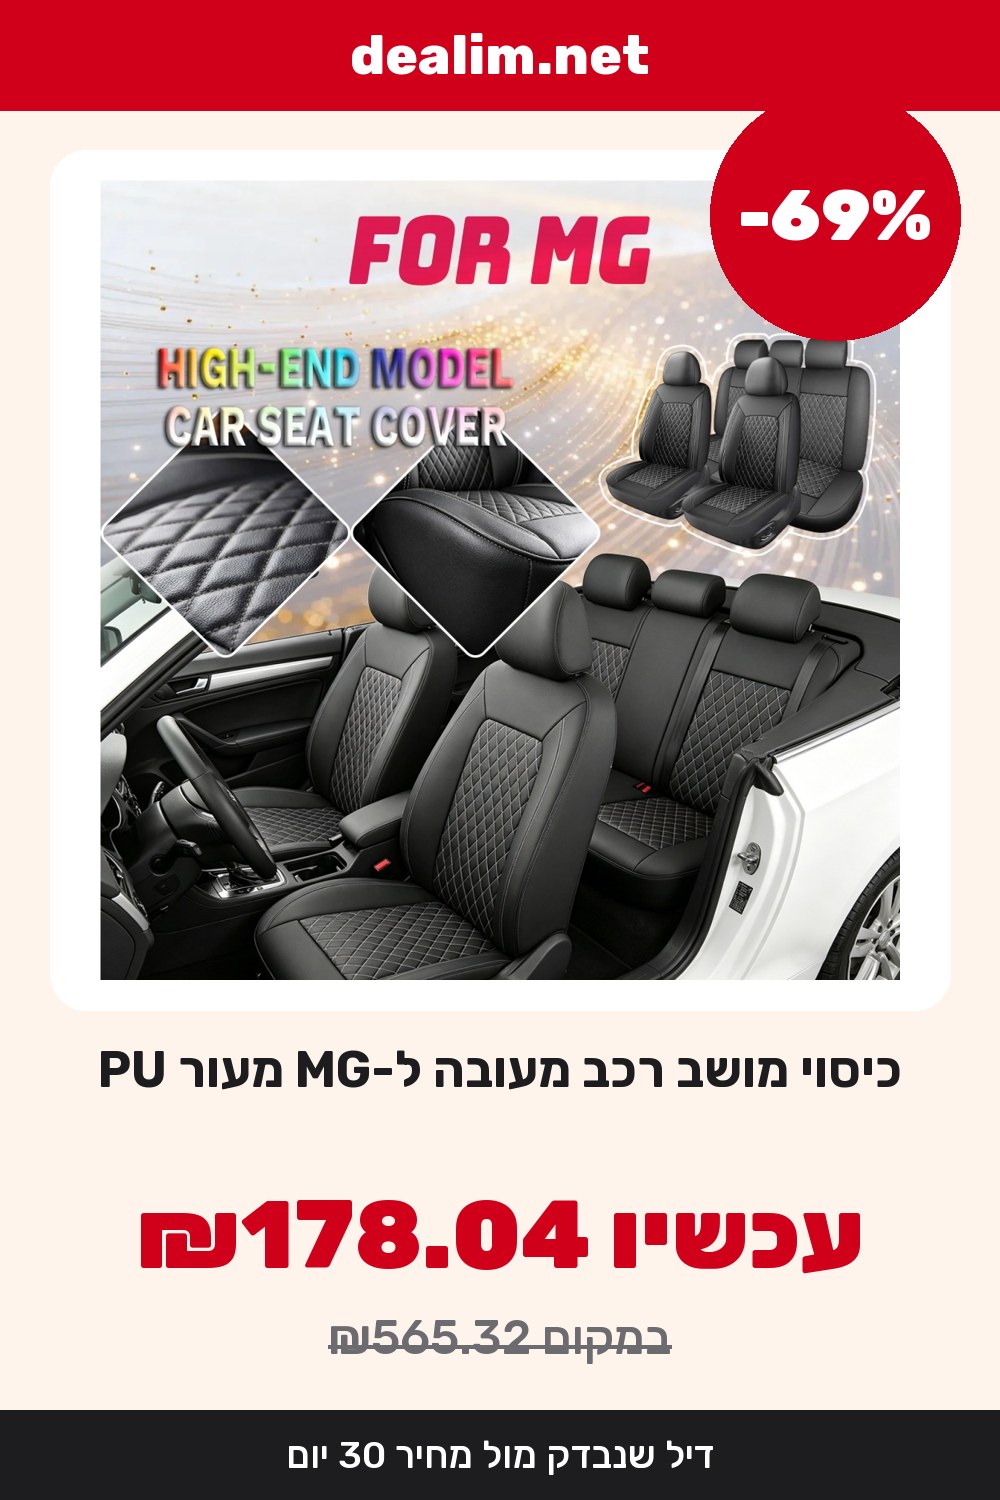 dealim.net
-69%
FOR MG
HIGH-END MODEL
CAR SEAT COVER
כיסוי מושב רכב מעובה ל-MG מעור PU
עכשיו 178.04₪
במקום 565.32₪
דיל שנבדק מול מחיר 30 יום